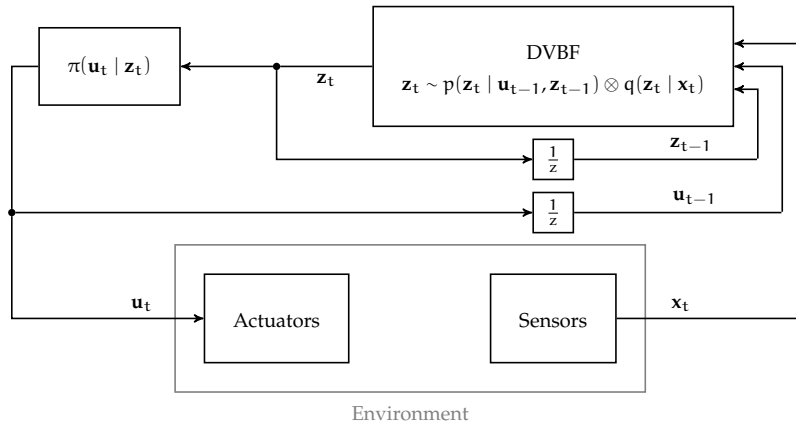 π(u_t | z_t)
DVBF
z_t ∼ p(z_t | u_{t−1}, z_{t−1}) ⊗ q(z_t | x_t)
z_t
1/z
z_{t−1}
1/z
u_{t−1}
u_t
Actuators
Sensors
x_t
Environment